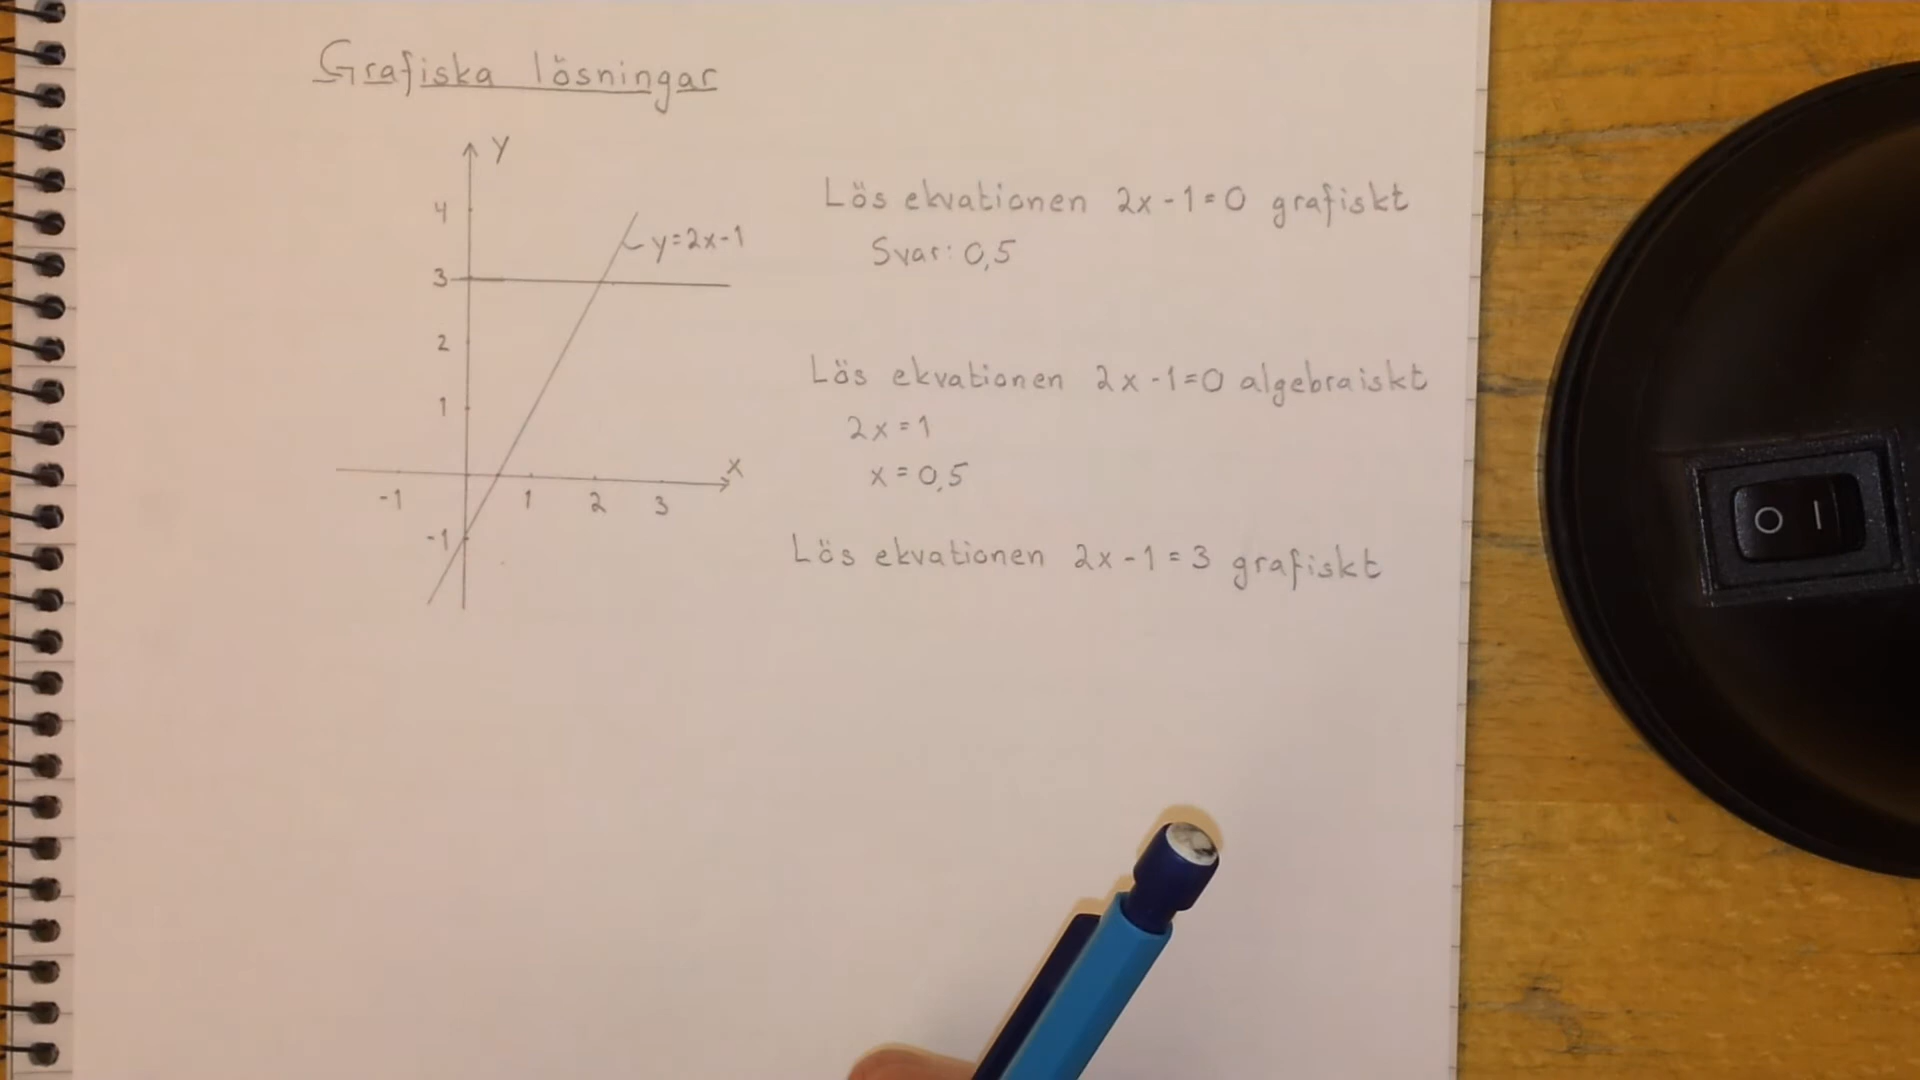 Grafiska lösningar
y
4
y=2x-1
3
2
1
x
-1 1 2 3
-1
Lös ekvationen 2x-1=0 grafiskt
Svar: 0,5
Lös ekvationen 2x-1=0 algebraiskt
2x=1
x=0,5
Lös ekvationen 2x-1=3 grafiskt
O I